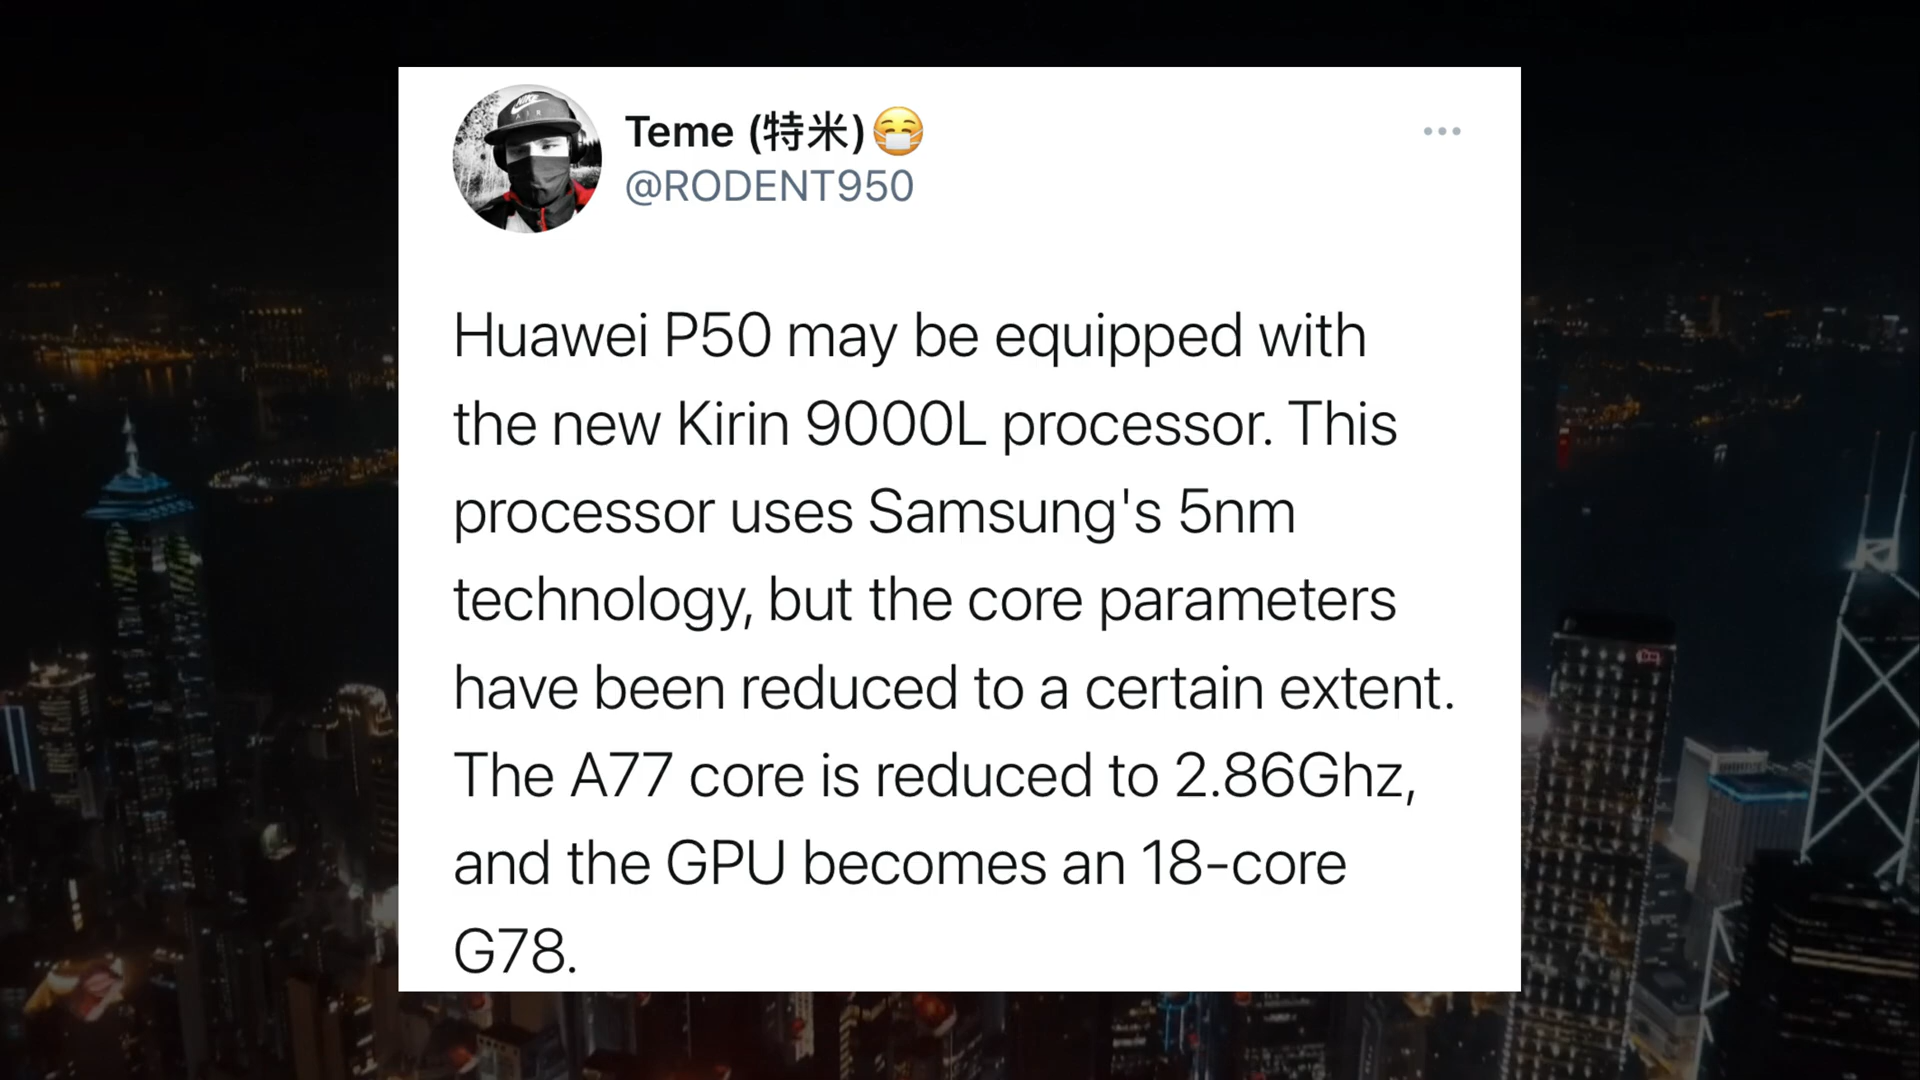 Teme (特米)😷
@RODENT950
Huawei P50 may be equipped with
the new Kirin 9000L processor. This
processor uses Samsung's 5nm
technology, but the core parameters
have been reduced to a certain extent.
The A77 core is reduced to 2.86Ghz,
and the GPU becomes an 18-core
G78.